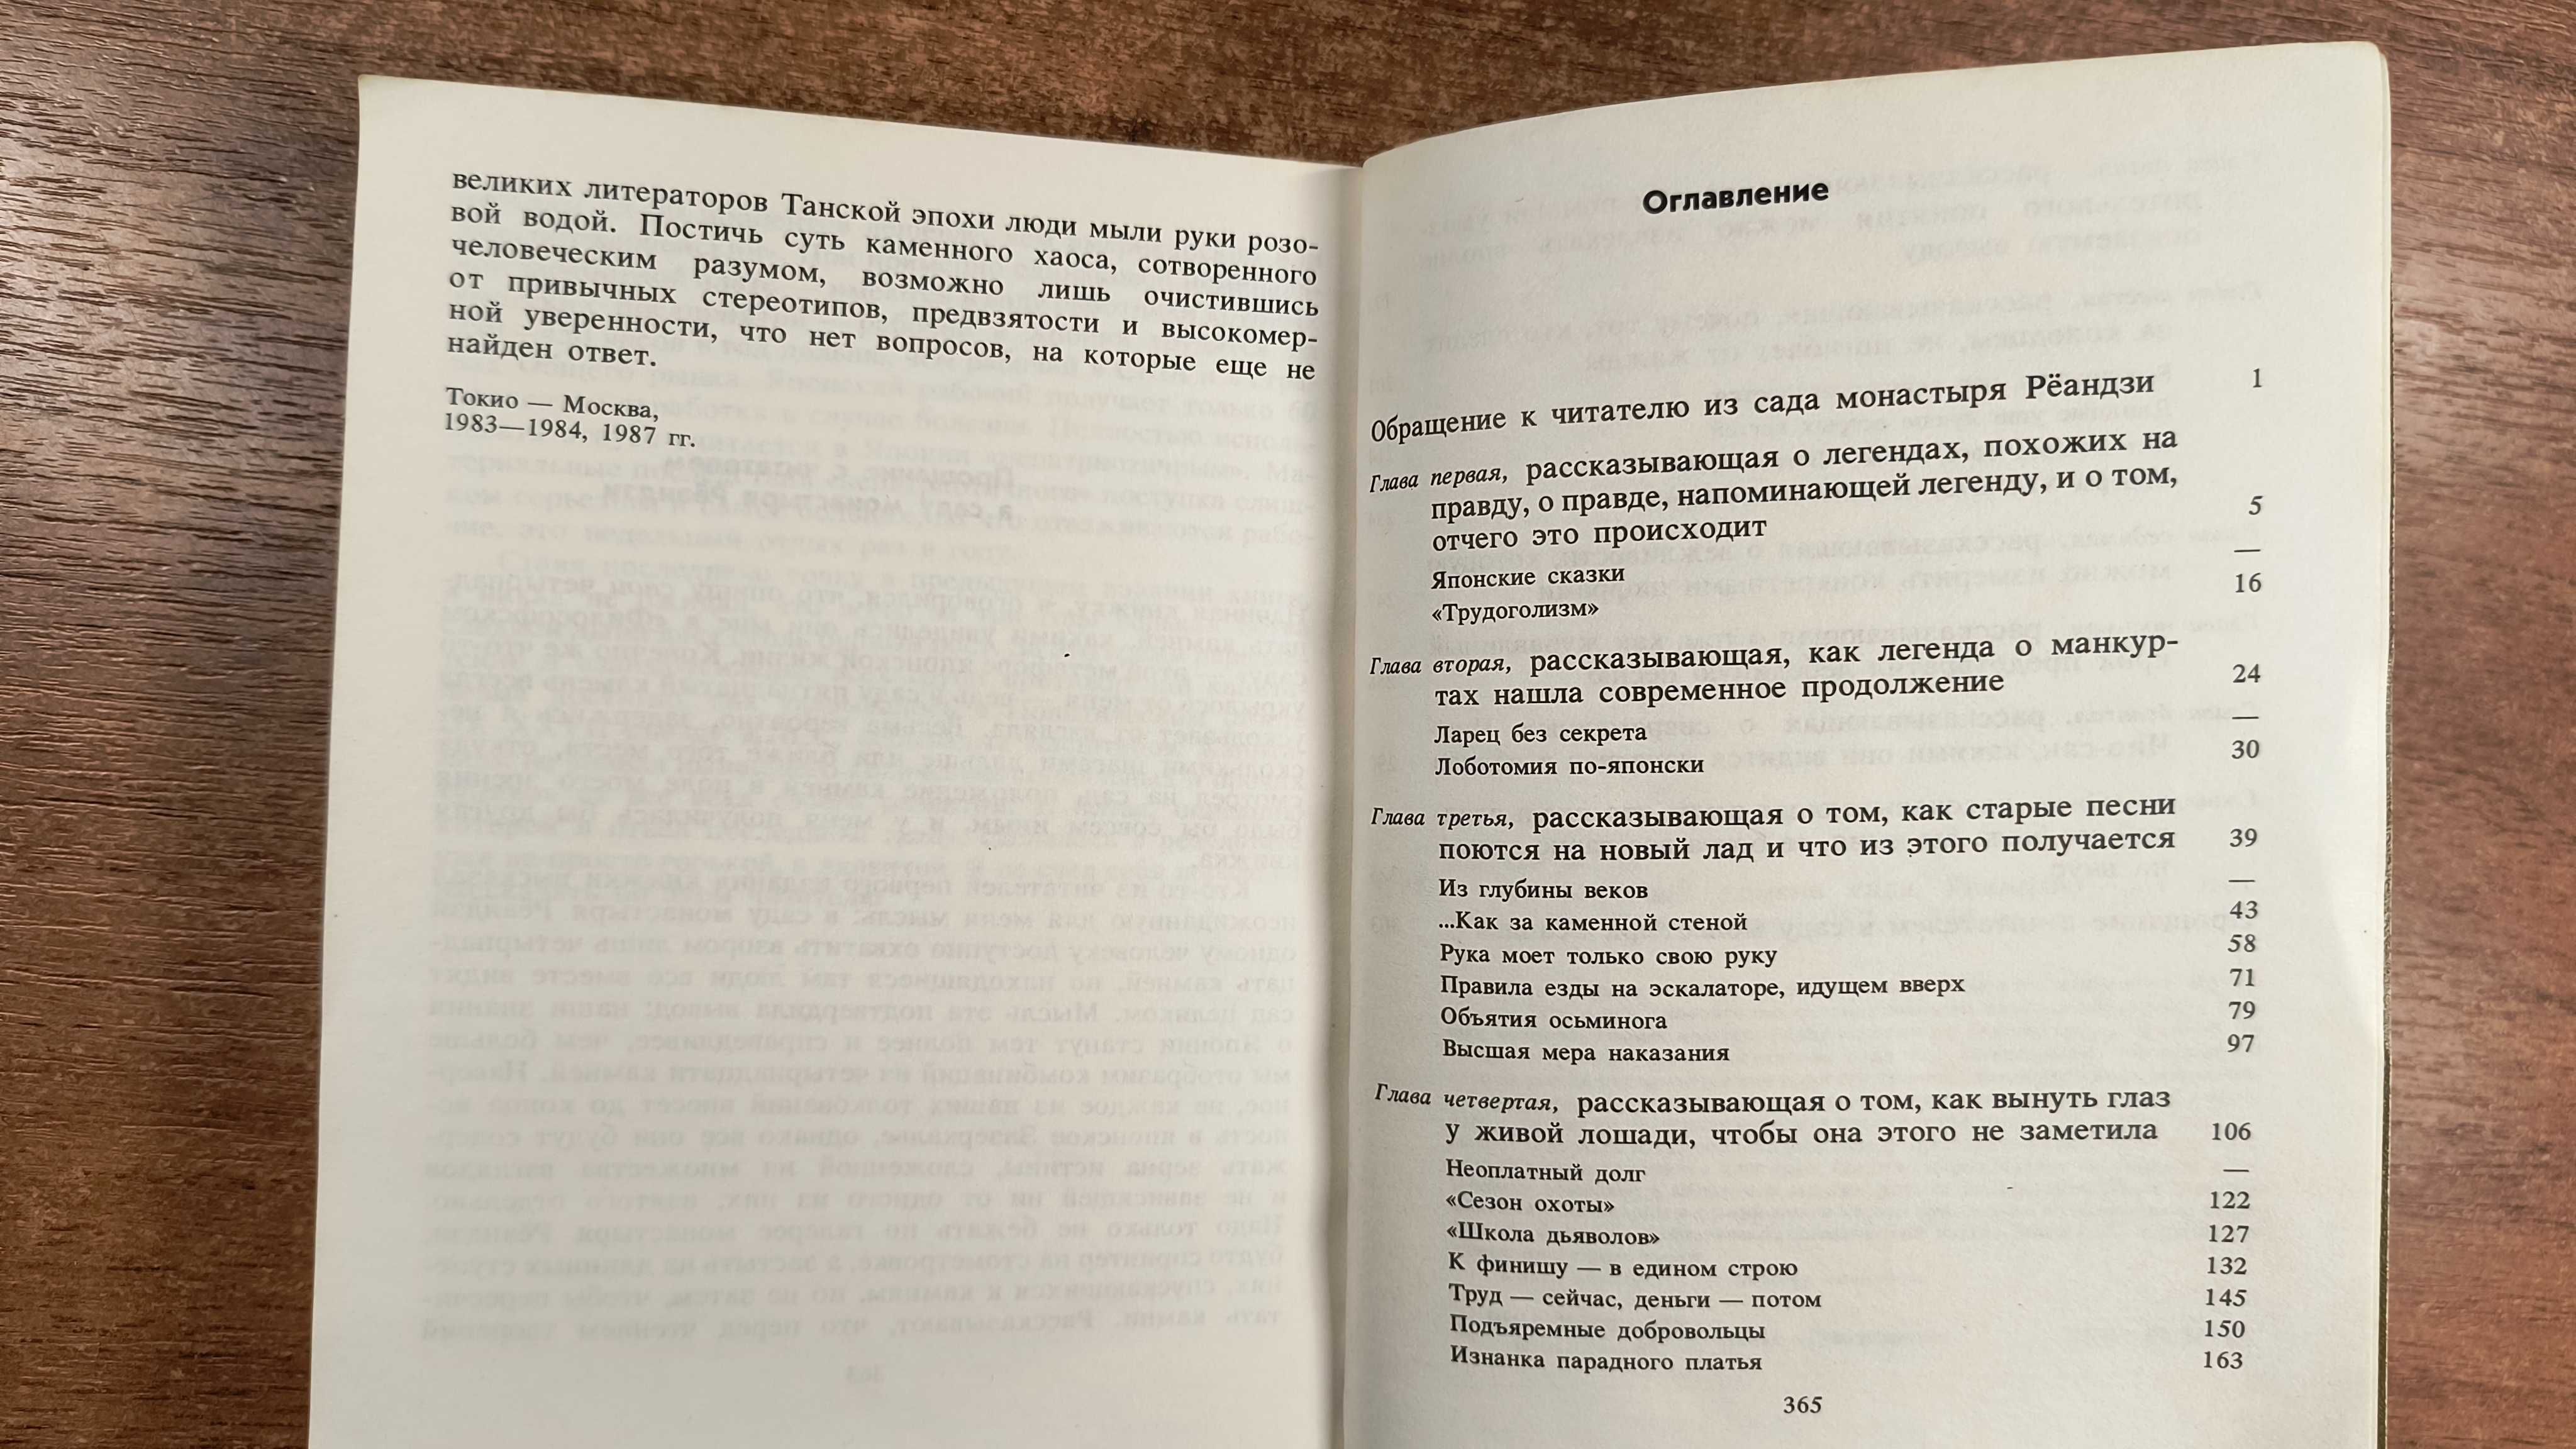 великих литераторов Танской эпохи люди мыли руки розо-
вой водой. Постичь суть каменного хаоса, сотворенного
человеческим разумом, возможно лишь очистившись
от привычных стереотипов, предвзятости и высокомер-
ной уверенности, что нет вопросов, на которые еще не
найден ответ.
Токио — Москва,
1983—1984, 1987 гг.
Оглавление
Обращение к читателю из сада монастыря Рёандзи 1
Глава первая, рассказывающая о легендах, похожих на
правду, о правде, напоминающей легенду, и о том,
отчего это происходит 5
Японские сказки —
«Трудоголизм» 16
Глава вторая, рассказывающая, как легенда о манкур-
тах нашла современное продолжение 24
Ларец без секрета —
Лоботомия по-японски 30
Глава третья, рассказывающая о том, как старые песни
поются на новый лад и что из этого получается 39
Из глубины веков —
...Как за каменной стеной 43
Рука моет только свою руку 58
Правила езды на эскалаторе, идущем вверх 71
Объятия осьминога 79
Высшая мера наказания 97
Глава четвертая, рассказывающая о том, как вынуть глаз
у живой лошади, чтобы она этого не заметила 106
Неоплатный долг —
«Сезон охоты» 122
«Школа дьяволов» 127
К финишу — в едином строю 132
Труд — сейчас, деньги — потом 145
Подъяремные добровольцы 150
Изнанка парадного платья 163
365